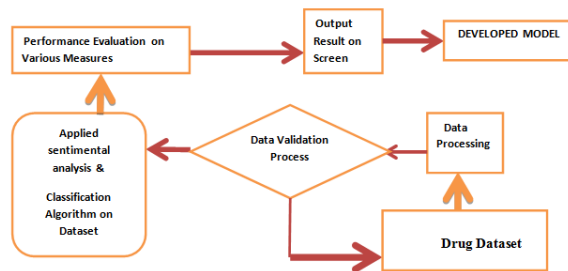 Performance Evaluation on
Various Measures
Output
Result on
Screen
DEVELOPED MODEL
Applied
sentimental
analysis &
Classification
Algorithm on
Dataset
Data Validation
Process
Data
Processing
Drug Dataset